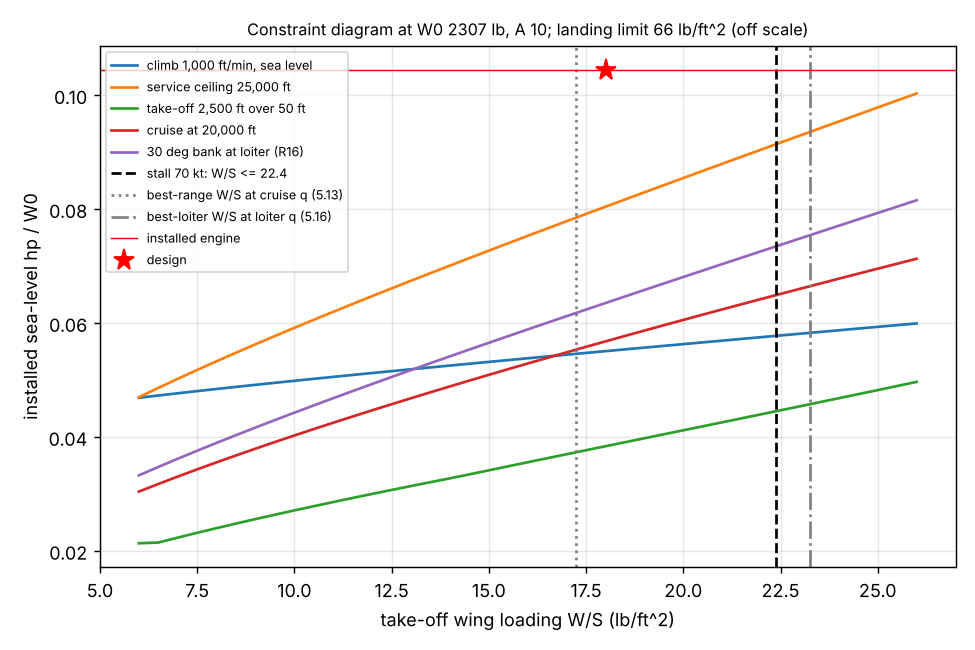 Constraint diagram at W0 2307 lb, A 10; landing limit 66 lb/ft^2 (off scale)
climb 1,000 ft/min, sea level
service ceiling 25,000 ft
take-off 2,500 ft over 50 ft
cruise at 20,000 ft
30 deg bank at loiter (R16)
stall 70 kt: W/S <= 22.4
best-range W/S at cruise q (5.13)
best-loiter W/S at loiter q (5.16)
installed engine
design
installed sea-level hp / W0
0.10
0.08
0.06
0.04
0.02
5.0 7.5 10.0 12.5 15.0 17.5 20.0 22.5 25.0
take-off wing loading W/S (lb/ft^2)